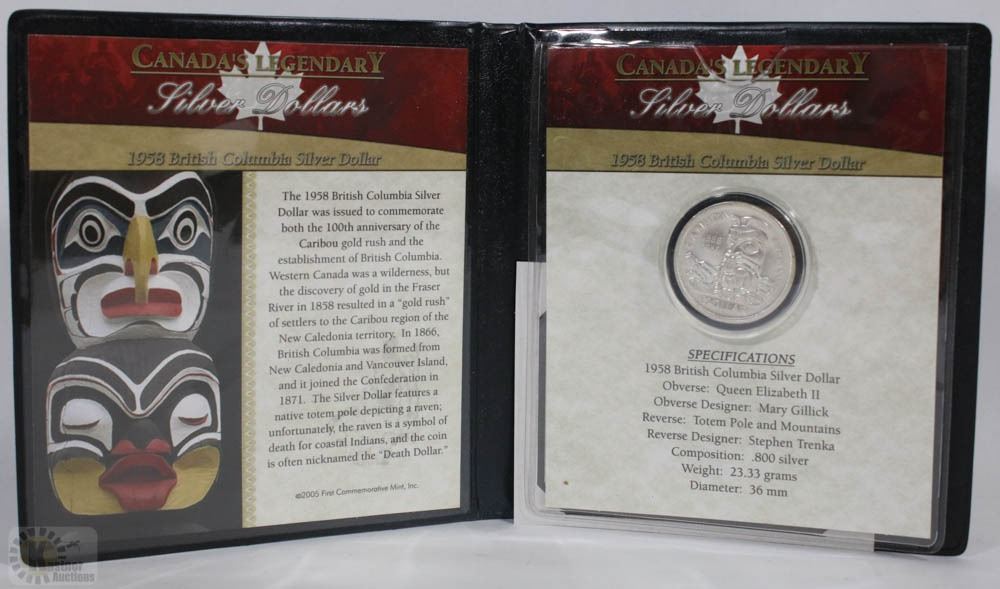 CANADA'S LEGENDARY
Silver Dollars
1958 British Columbia Silver Dollar
The 1958 British Columbia Silver
Dollar was issued to commemorate
both the 100th anniversary of the
Caribou gold rush and the
establishment of British Columbia.
Western Canada was a wilderness, but
the discovery of gold in the Fraser
River in 1858 resulted in a "gold rush"
of settlers to the Caribou region of the
New Caledonia territory. In 1866,
British Columbia was formed from
New Caledonia and Vancouver Island,
and it joined the Confederation in
1871. The Silver Dollar features a
native totem pole depicting a raven;
unfortunately, the raven is a symbol of
death for coastal Indians, and the coin
is often nicknamed the "Death Dollar."
©2005 First Commemorative Mint, Inc.
CANADA'S LEGENDARY
Silver Dollars
1958 British Columbia Silver Dollar
SPECIFICATIONS
1958 British Columbia Silver Dollar
Obverse: Queen Elizabeth II
Obverse Designer: Mary Gillick
Reverse: Totem Pole and Mountains
Reverse Designer: Stephen Trenka
Composition: .800 silver
Weight: 23.33 grams
Diameter: 36 mm
Kastner
Auctions